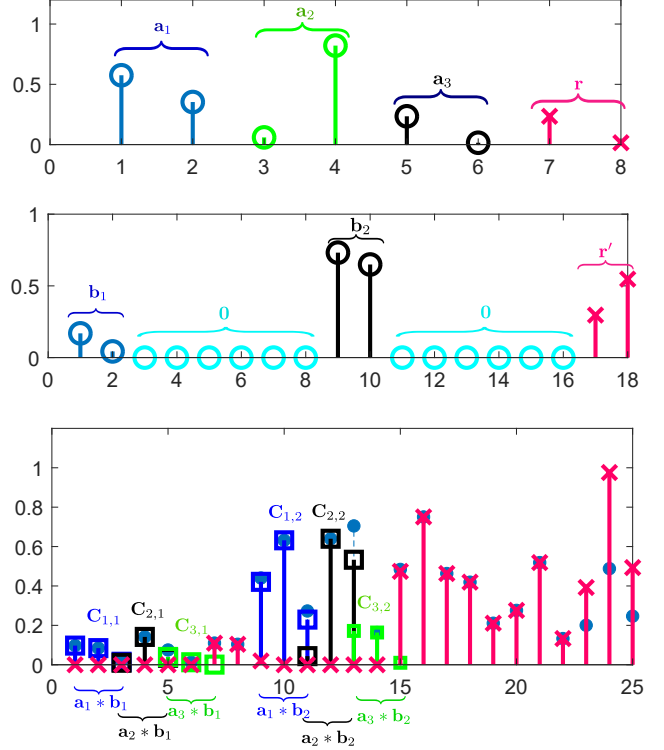 a₁ a₂ a₃ r
1
0.5
0
0 1 2 3 4 5 6 7 8
b₁ 0 b₂ 0 r′
1
0.5
0
0 2 4 6 8 10 12 14 16 18
C₁,₂ C₂,₂
C₁,₁ C₂,₁ C₃,₁ C₃,₂
1
0.8
0.6
0.4
0.2
0
0 5 10 15 20 25
a₁ * b₁ a₃ * b₁ a₁ * b₂ a₃ * b₂
a₂ * b₁ a₂ * b₂